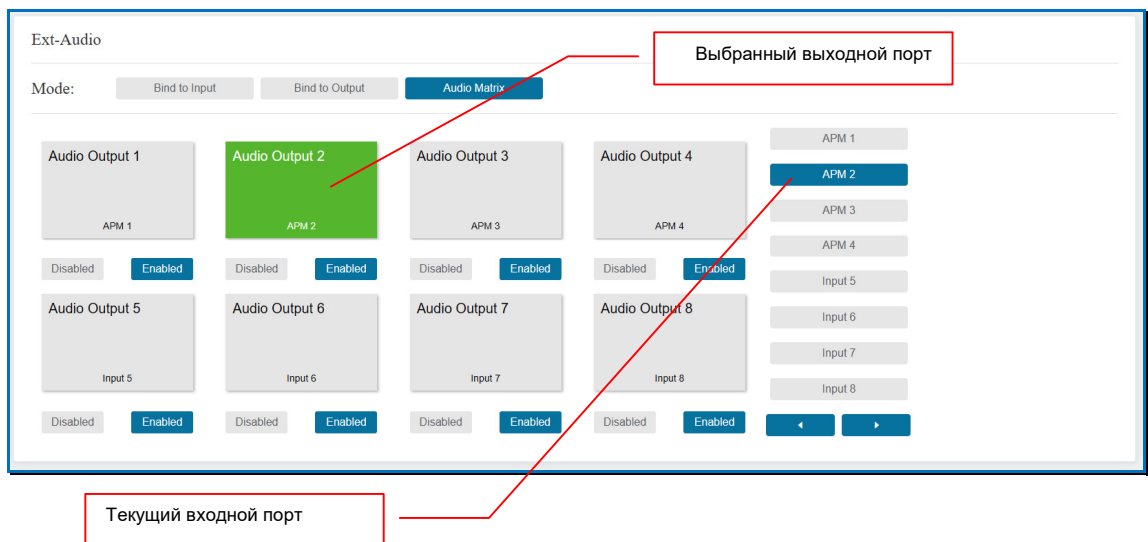 Ext-Audio
Выбранный выходной порт
Mode: Bind to Input Bind to Output Audio Matrix
Audio Output 1 Audio Output 2 Audio Output 3 Audio Output 4
APM 1 APM 2 APM 3 APM 4
Disabled Enabled Disabled Enabled Disabled Enabled Disabled Enabled
Audio Output 5 Audio Output 6 Audio Output 7 Audio Output 8
Input 5 Input 6 Input 7 Input 8
Disabled Enabled Disabled Enabled Disabled Enabled Disabled Enabled
APM 1
APM 2
APM 3
APM 4
Input 5
Input 6
Input 7
Input 8
Текущий входной порт